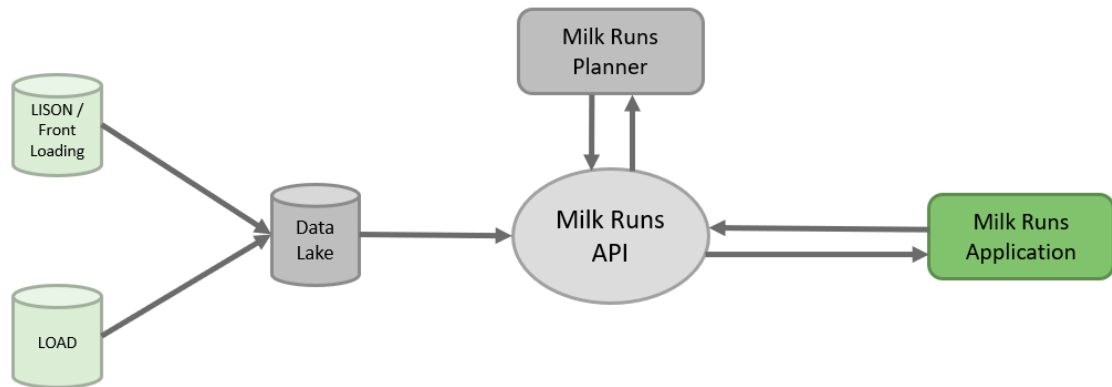 Milk Runs
Planner
LISON /
Front
Loading
Data
Lake
Milk Runs
API
Milk Runs
Application
LOAD